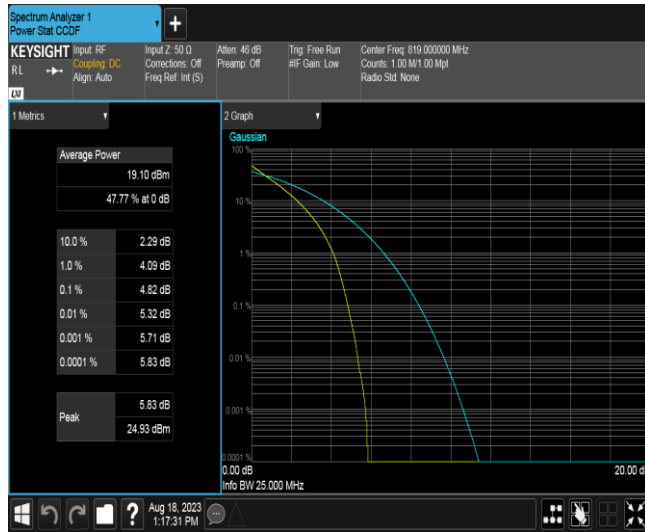 Spectrum Analyzer 1
Power Stat CCDF
+
KEYSIGHT
RL
LXI
Input: RF
Coupling: DC
Align: Auto
Input Z: 50 Ω
Corrections: Off
Freq Ref: Int (S)
Atten: 46 dB
Preamp: Off
Trig: Free Run
#IF Gain: Low
Center Freq: 819.000000 MHz
Counts: 1.00 M/1.00 Mpt
Radio Std: None
1 Metrics
Average Power
19.10 dBm
47.77 % at 0 dB
10.0 % 2.29 dB
1.0 % 4.09 dB
0.1 % 4.82 dB
0.01 % 5.32 dB
0.001 % 5.71 dB
0.0001 % 5.83 dB
Peak
5.83 dB
24.93 dBm
2 Graph
Gaussian
100 %
10 %
1 %
0.1 %
0.01 %
0.001 %
0.0001 %
0.00 dB
20.00 d
Info BW 25.000 MHz
?
Aug 18, 2023
1:17:31 PM